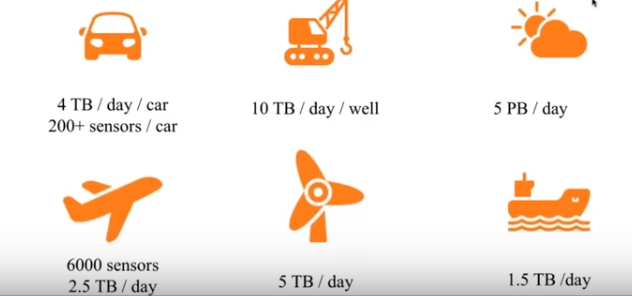 4 TB / day / car
200+ sensors / car
10 TB / day / well
5 PB / day
6000 sensors
2.5 TB / day
5 TB / day
1.5 TB /day